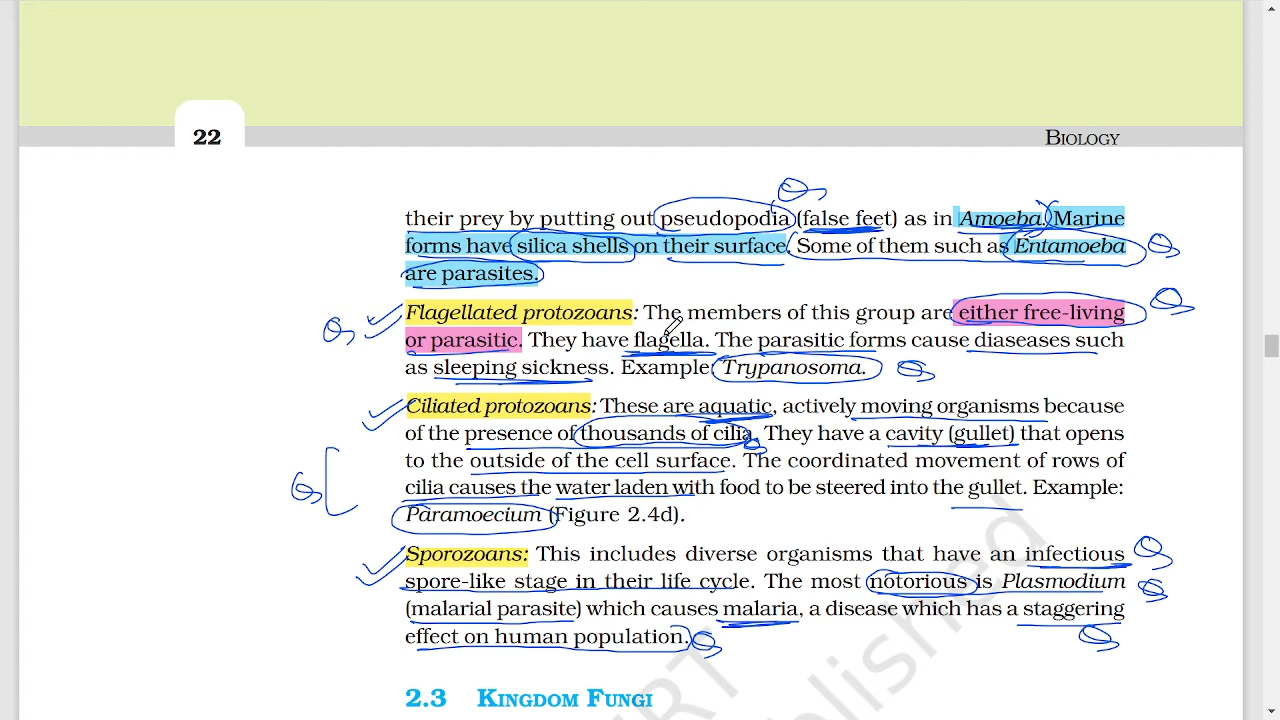 22
BIOLOGY
their prey by putting out pseudopodia (false feet) as in Amoeba. Marine
forms have silica shells on their surface. Some of them such as Entamoeba
are parasites.
Flagellated protozoans: The members of this group are either free-living
or parasitic. They have flagella. The parasitic forms cause diaseases such
as sleeping sickness. Example: Trypanosoma.
Ciliated protozoans: These are aquatic, actively moving organisms because
of the presence of thousands of cilia. They have a cavity (gullet) that opens
to the outside of the cell surface. The coordinated movement of rows of
cilia causes the water laden with food to be steered into the gullet. Example:
Paramoecium (Figure 2.4d).
Sporozoans: This includes diverse organisms that have an infectious
spore-like stage in their life cycle. The most notorious is Plasmodium
(malarial parasite) which causes malaria, a disease which has a staggering
effect on human population.
2.3 KINGDOM FUNGI